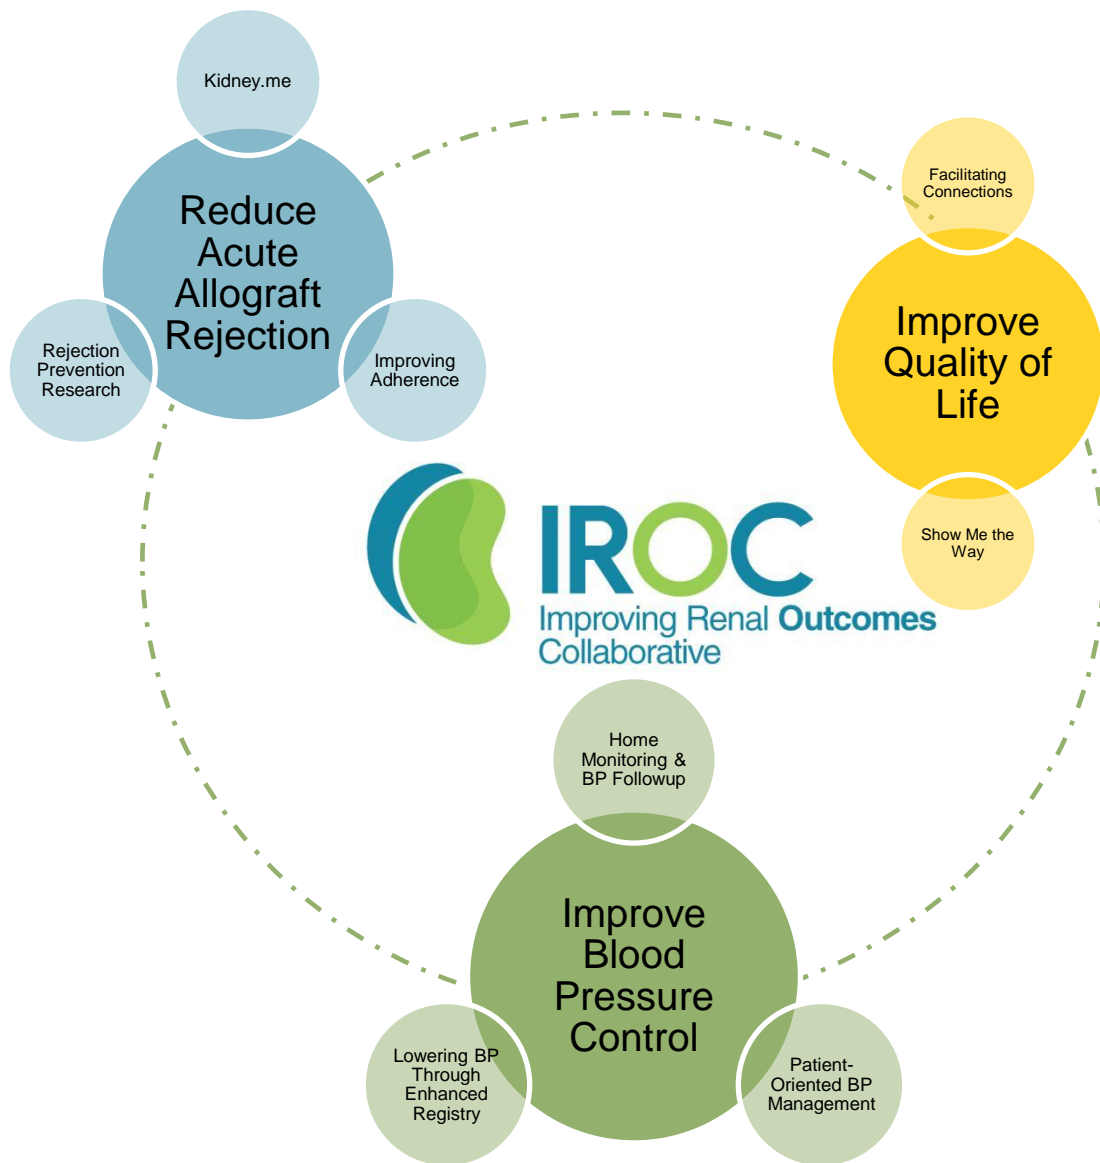 Kidney.me
Reduce
Acute
Allograft
Rejection
Rejection
Prevention
Research
Improving
Adherence
Facilitating
Connections
Improve
Quality of
Life
Show Me the
Way
IROC
Improving Renal Outcomes
Collaborative
Home
Monitoring &
BP Followup
Improve
Blood
Pressure
Control
Lowering BP
Through
Enhanced
Registry
Patient-
Oriented BP
Management